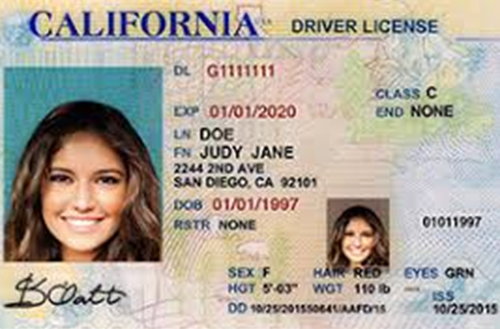 CALIFORNIA DRIVER LICENSE
DL G1111111
CLASS C
EXP 01/01/2020
END NONE
LN DOE
FN JUDY JANE
2244 2ND AVE
SAN DIEGO, CA 92101
DOB 01/01/1997
RSTR NONE
01011997
SEX F HAIR RED EYES GRN
HGT 5'-03" WGT 110 lb
ISS
DD 10/25/201550641/AAFD/15 10/25/2015